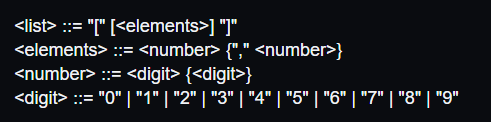 <list> ::= "[" [<elements>] "]"
<elements> ::= <number> {"," <number>}
<number> ::= <digit> {<digit>}
<digit> ::= "0" | "1" | "2" | "3" | "4" | "5" | "6" | "7" | "8" | "9"